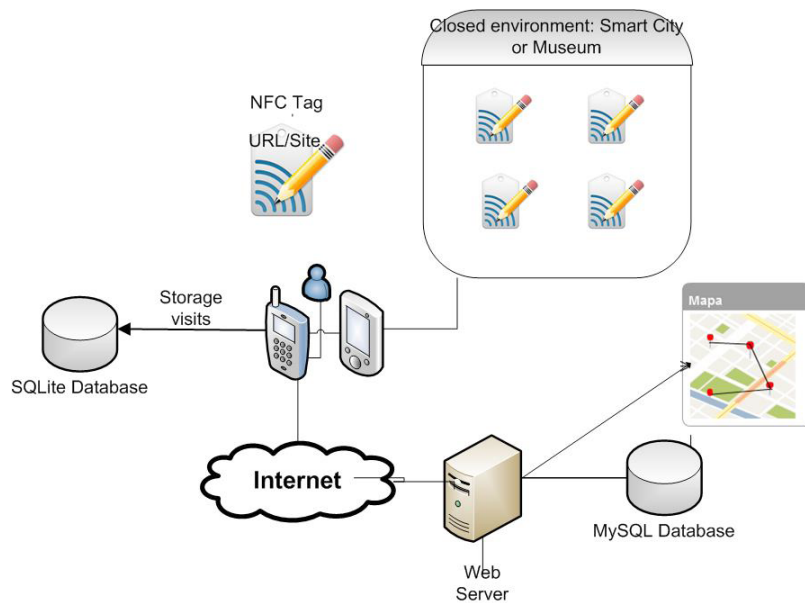 Closed environment: Smart City
or Museum
NFC Tag
URL/Site
Storage
visits
SQLite Database
Mapa
Internet
MySQL Database
Web
Server